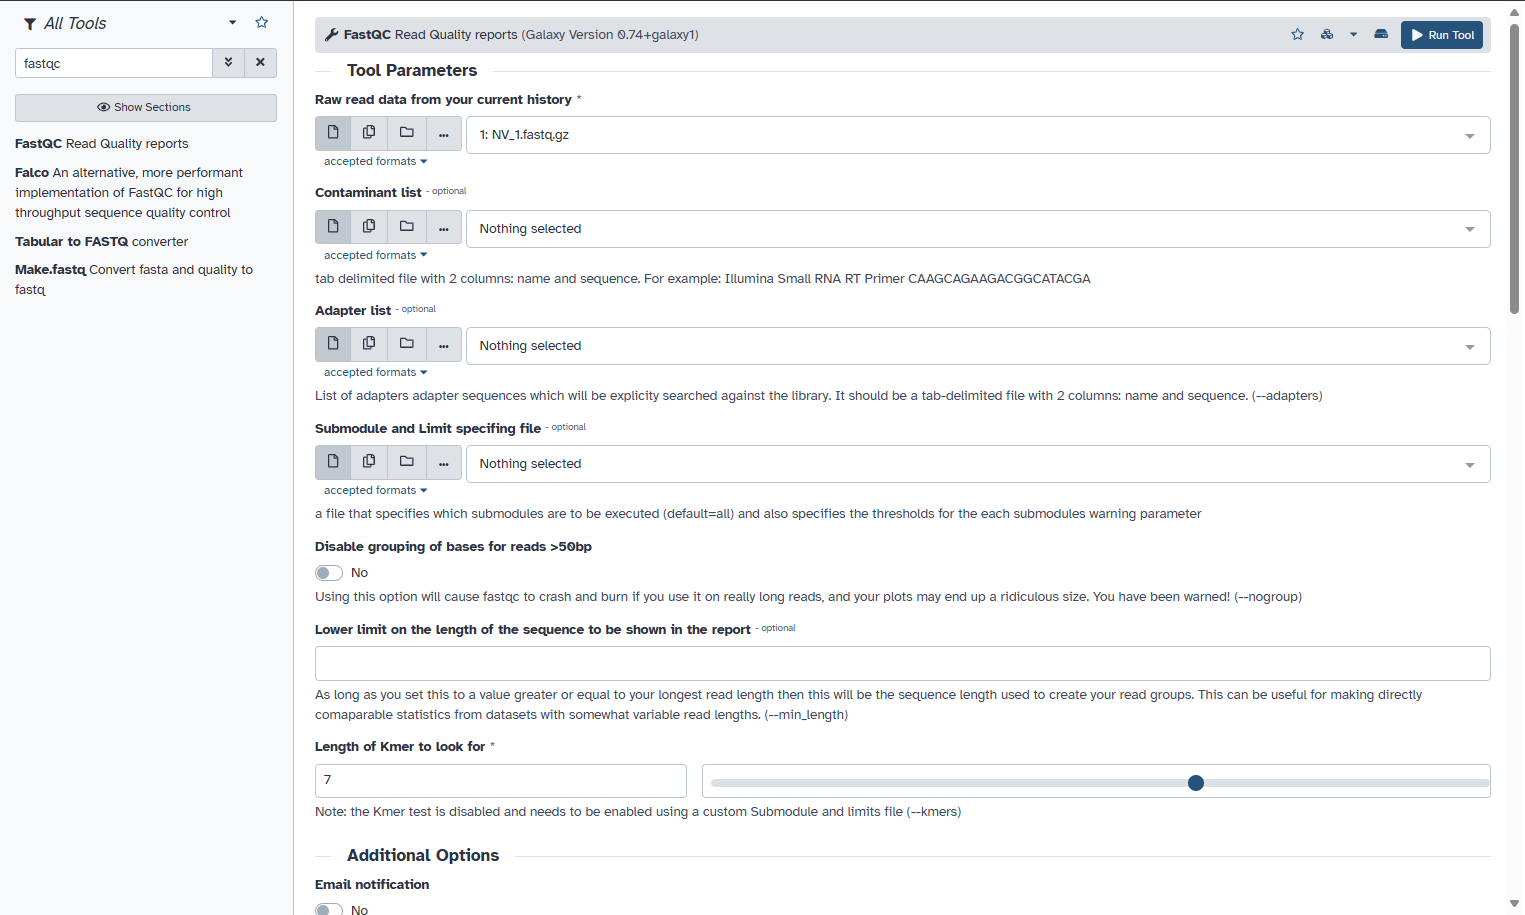 All Tools
fastqc
Show Sections
FastQC Read Quality reports
Falco An alternative, more performant
implementation of FastQC for high
throughput sequence quality control
Tabular to FASTQ converter
Make.fastq Convert fasta and quality to
fastq
FastQC Read Quality reports (Galaxy Version 0.74+galaxy1)
Run Tool
Tool Parameters
Raw read data from your current history *
1: NV_1.fastq.gz
accepted formats
Contaminant list - optional
Nothing selected
accepted formats
tab delimited file with 2 columns: name and sequence. For example: Illumina Small RNA RT Primer CAAGCAGAAGACGGCATACGA
Adapter list - optional
Nothing selected
accepted formats
List of adapters adapter sequences which will be explicity searched against the library. It should be a tab-delimited file with 2 columns: name and sequence. (--adapters)
Submodule and Limit specifing file - optional
Nothing selected
accepted formats
a file that specifies which submodules are to be executed (default=all) and also specifies the thresholds for the each submodules warning parameter
Disable grouping of bases for reads >50bp
No
Using this option will cause fastqc to crash and burn if you use it on really long reads, and your plots may end up a ridiculous size. You have been warned! (--nogroup)
Lower limit on the length of the sequence to be shown in the report - optional
As long as you set this to a value greater or equal to your longest read length then this will be the sequence length used to create your read groups. This can be useful for making directly
comaparable statistics from datasets with somewhat variable read lengths. (--min_length)
Length of Kmer to look for *
7
Note: the Kmer test is disabled and needs to be enabled using a custom Submodule and limits file (--kmers)
Additional Options
Email notification
No